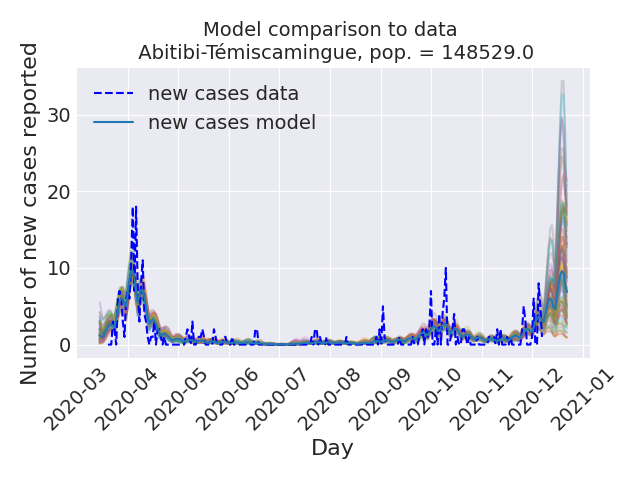 Model comparison to data
Abitibi-Témiscamingue, pop. = 148529.0
Number of new cases reported
30
20
10
0
new cases data
new cases model
2020-03
2020-04
2020-05
2020-06
2020-07
2020-08
2020-09
2020-10
2020-11
2020-12
2021-01
Day